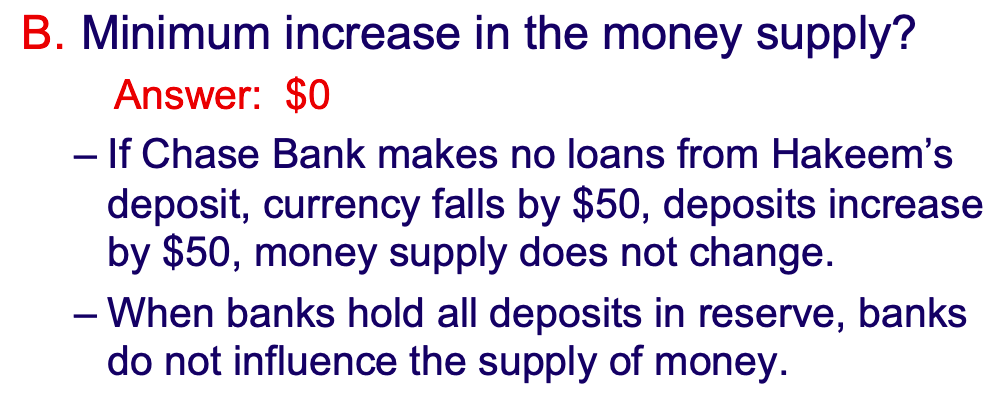 B. Minimum increase in the money supply?
Answer: $0
– If Chase Bank makes no loans from Hakeem’s
deposit, currency falls by $50, deposits increase
by $50, money supply does not change.
– When banks hold all deposits in reserve, banks
do not influence the supply of money.